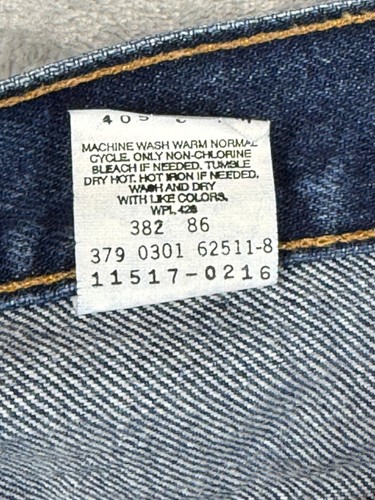 MACHINE WASH WARM NORMAL
CYCLE. ONLY NON-CHLORINE
BLEACH IF NEEDED. TUMBLE
DRY HOT. HOT IRON IF NEEDED.
WASH AND DRY
WITH LIKE COLORS.
WPL 426
382 86
379 0301 62511-8
11517-0216